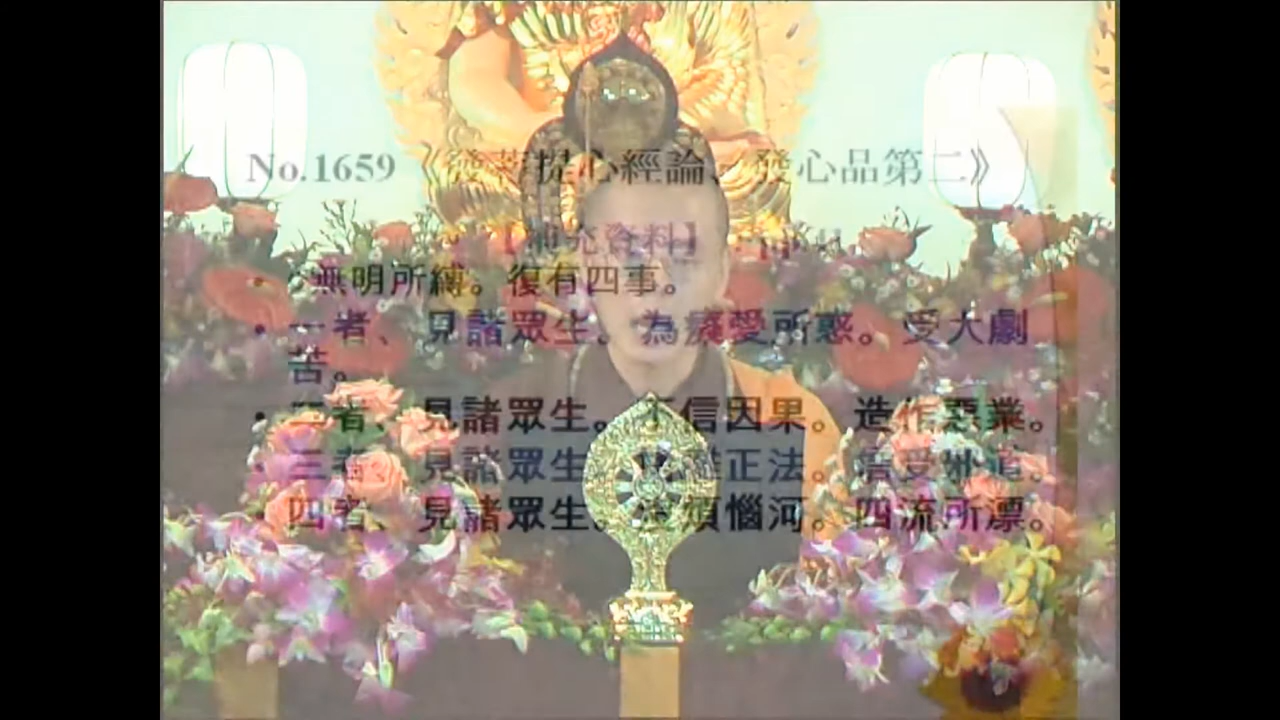 No.1659《發菩提心經論、發心品第二》
【補充資料】
• 無明所縛。復有四事。
• 一者、見諸眾生。為癡愛所惑。受大劇
苦。
• 二者、見諸眾生。不信因果。造作惡業。
• 三者、見諸眾生。離正法。信受邪道。
• 四者、見諸眾生。煩惱河。四流所漂。